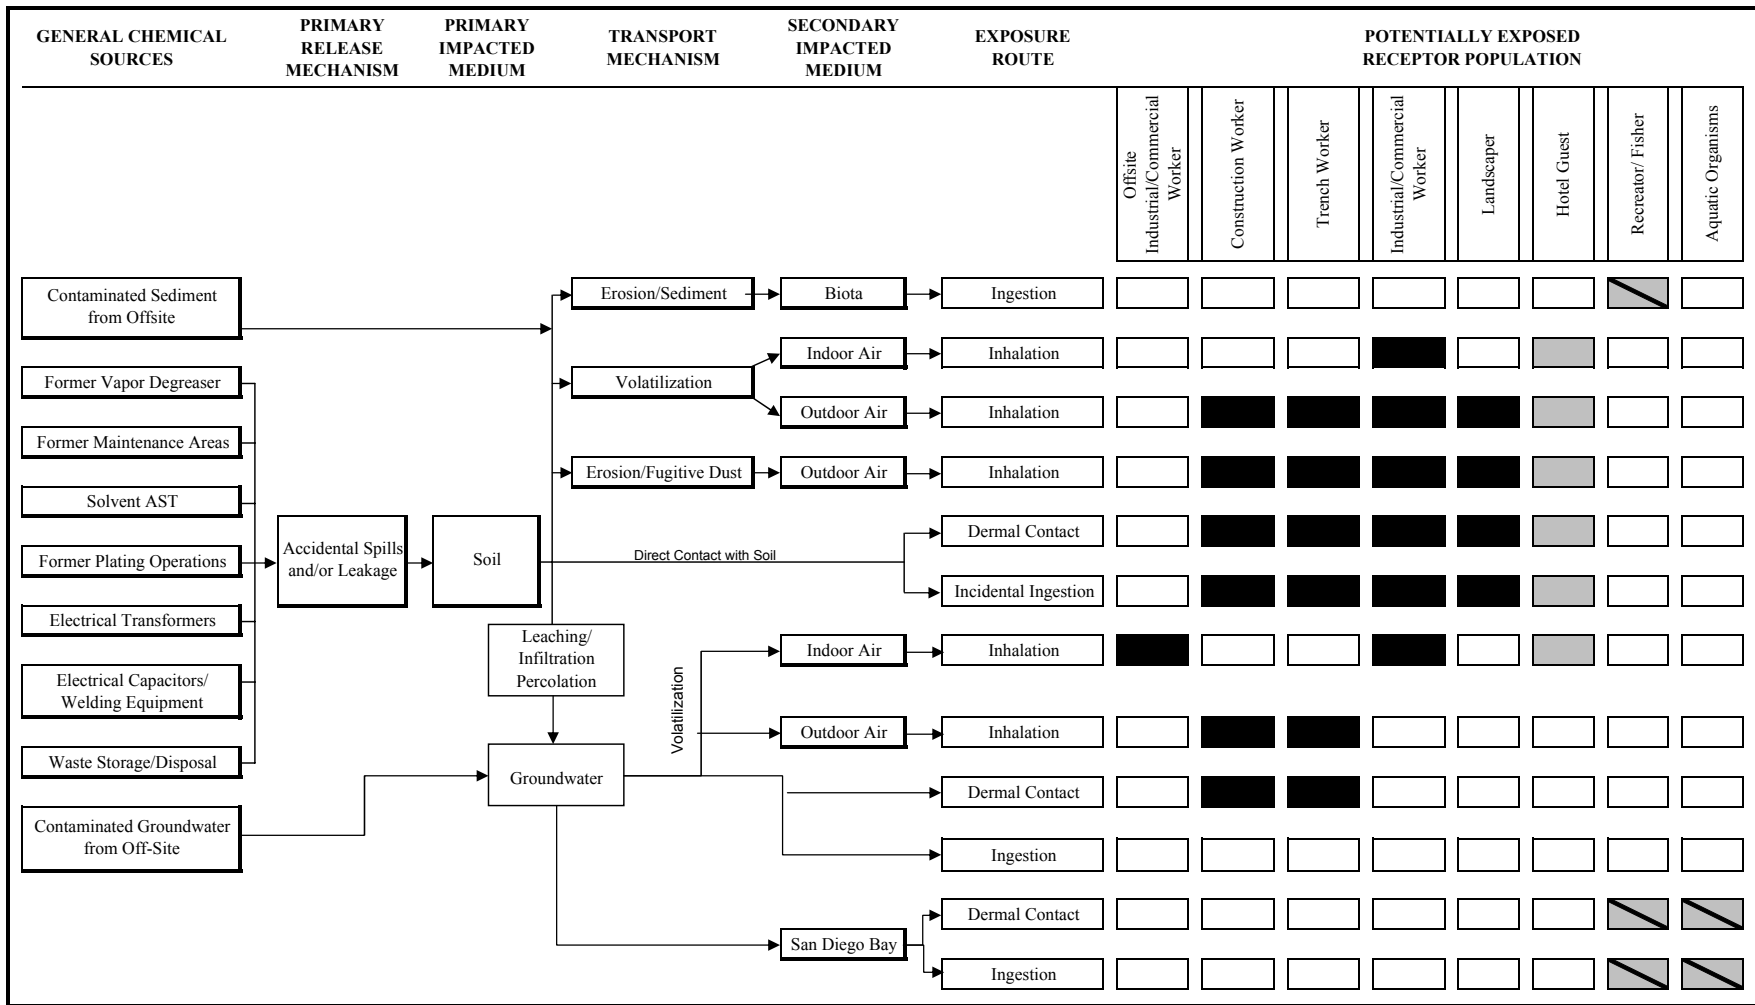 GENERAL CHEMICAL
SOURCES
PRIMARY
RELEASE
MECHANISM
PRIMARY
IMPACTED
MEDIUM
TRANSPORT
MECHANISM
SECONDARY
IMPACTED
MEDIUM
EXPOSURE
ROUTE
POTENTIALLY EXPOSED
RECEPTOR POPULATION
Offsite
Industrial/Commercial
Worker
Construction Worker
Trench Worker
Industrial/Commercial
Worker
Landscaper
Hotel Guest
Recreator/ Fisher
Aquatic Organisms
Contaminated Sediment
from Offsite
Erosion/Sediment
Biota
Ingestion
Indoor Air
Inhalation
Former Vapor Degreaser
Volatilization
Outdoor Air
Inhalation
Former Maintenance Areas
Erosion/Fugitive Dust
Outdoor Air
Inhalation
Solvent AST
Dermal Contact
Former Plating Operations
Accidental Spills
and/or Leakage
Soil
Direct Contact with Soil
Incidental Ingestion
Electrical Transformers
Leaching/
Infiltration
Percolation
Indoor Air
Inhalation
Electrical Capacitors/
Welding Equipment
Volatilization
Outdoor Air
Inhalation
Waste Storage/Disposal
Groundwater
Dermal Contact
Contaminated Groundwater
from Off-Site
Ingestion
Dermal Contact
San Diego Bay
Ingestion